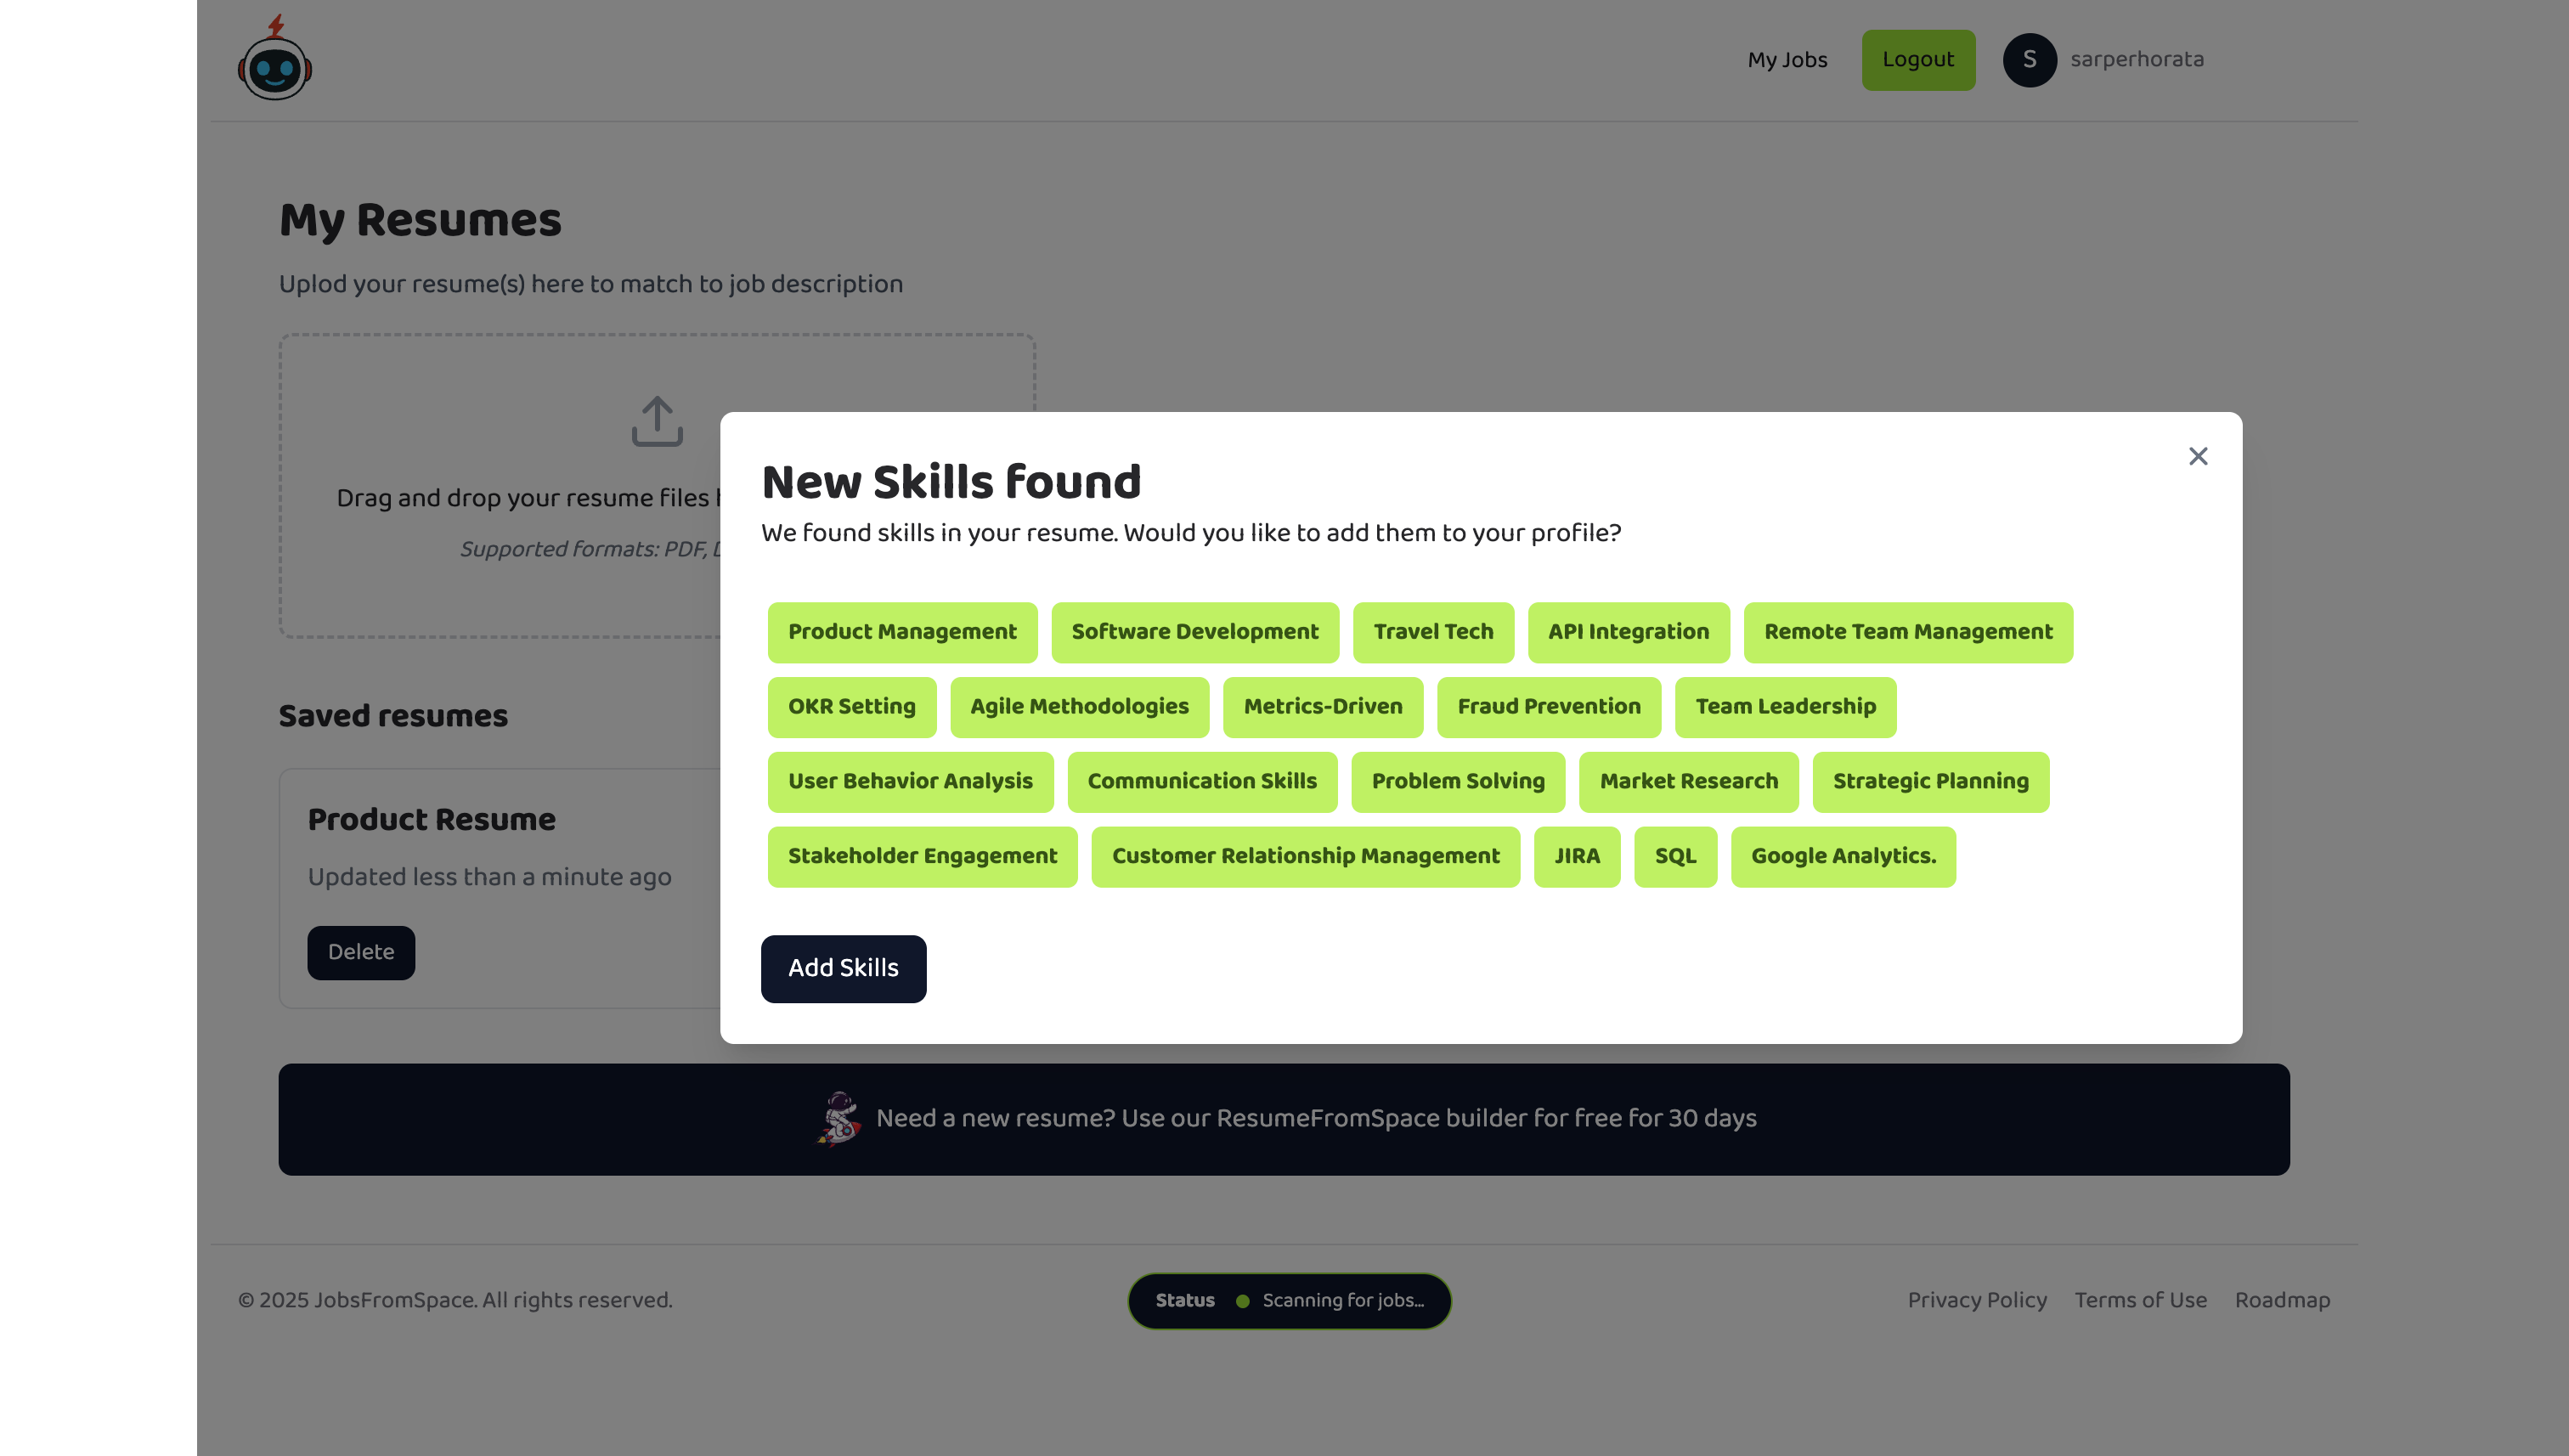 My Jobs
Logout
S
sarperhorata
My Resumes
Uplod your resume(s) here to match to job description
Drag and drop your resume files
Supported formats: PDF,
New Skills found
We found skills in your resume. Would you like to add them to your profile?
Product Management
Software Development
Travel Tech
API Integration
Remote Team Management
OKR Setting
Agile Methodologies
Metrics-Driven
Fraud Prevention
Team Leadership
User Behavior Analysis
Communication Skills
Problem Solving
Market Research
Strategic Planning
Stakeholder Engagement
Customer Relationship Management
JIRA
SQL
Google Analytics.
Add Skills
Saved resumes
Product Resume
Updated less than a minute ago
Delete
Need a new resume? Use our ResumeFromSpace builder for free for 30 days
© 2025 JobsFromSpace. All rights reserved.
Status
Scanning for jobs...
Privacy Policy
Terms of Use
Roadmap